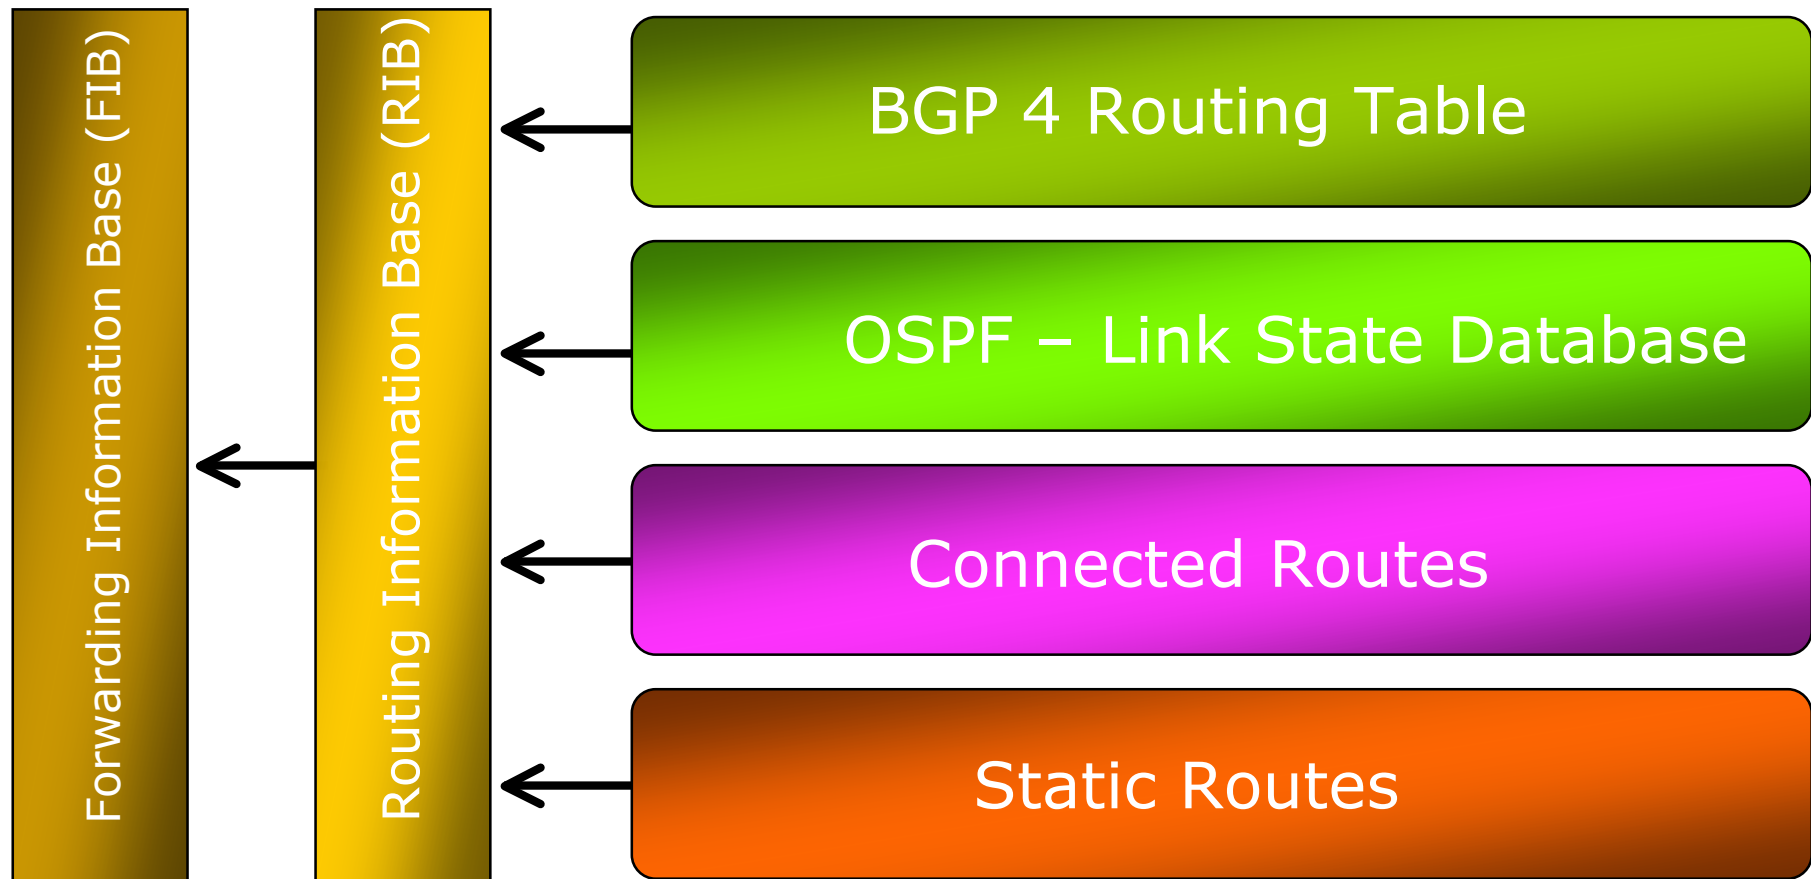 Forwarding Information Base (FIB)
Routing Information Base (RIB)
BGP 4 Routing Table
OSPF – Link State Database
Connected Routes
Static Routes